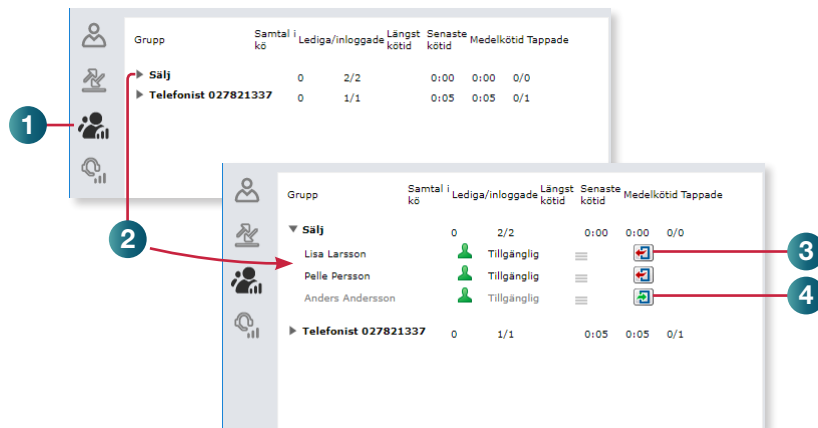 Grupp Samtal i kö Lediga/inloggade Längst kötid Senaste kötid Medelkötid Tappade
Sälj 0 2/2 0:00 0:00 0/0
Telefonist 027821337 0 1/1 0:05 0:05 0/1
1
2
Grupp Samtal i kö Lediga/inloggade Längst kötid Senaste kötid Medelkötid Tappade
Sälj 0 2/2 0:00 0:00 0/0
Lisa Larsson Tillgänglig 3
Pelle Persson Tillgänglig
Anders Andersson Tillgänglig 4
Telefonist 027821337 0 1/1 0:05 0:05 0/1